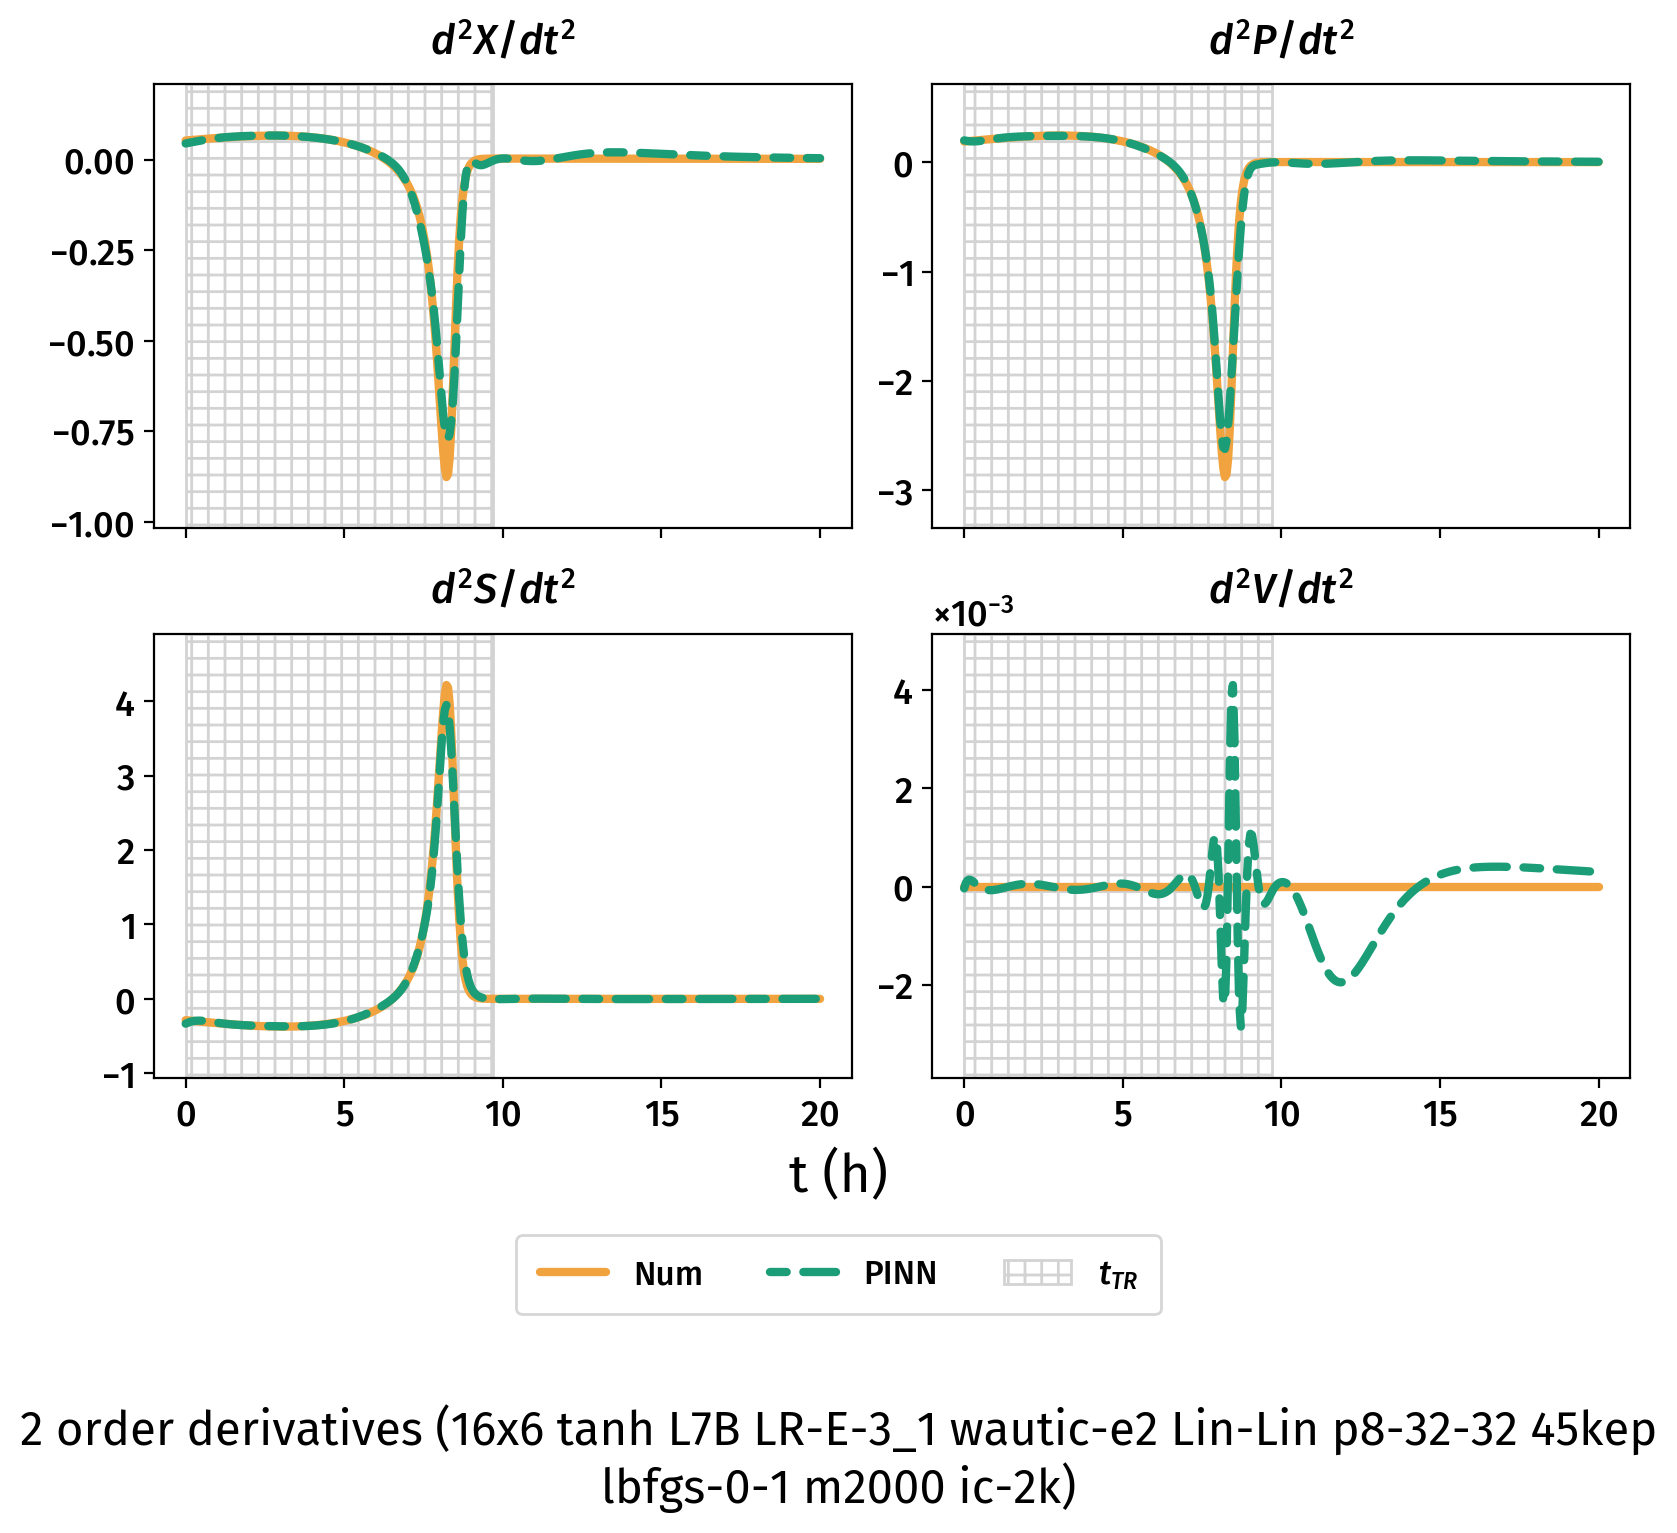 d²X/dt²
d²P/dt²
0.00
−0.25
−0.50
−0.75
−1.00
0
−1
−2
−3
d²S/dt²
d²V/dt²
×10⁻³
4
3
2
1
0
−1
4
2
0
−2
0 5 10 15 20
0 5 10 15 20
t (h)
Num PINN t_TR
2 order derivatives (16x6 tanh L7B LR-E-3_1 wautic-e2 Lin-Lin p8-32-32 45kep
lbfgs-0-1 m2000 ic-2k)